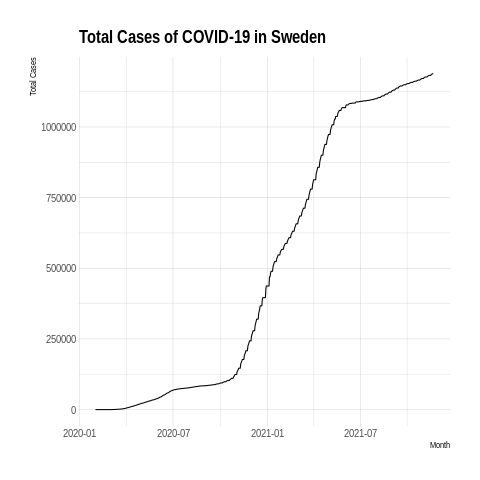 Total Cases of COVID-19 in Sweden
Total Cases
1000000
750000
500000
250000
0
2020-01 2020-07 2021-01 2021-07
Month